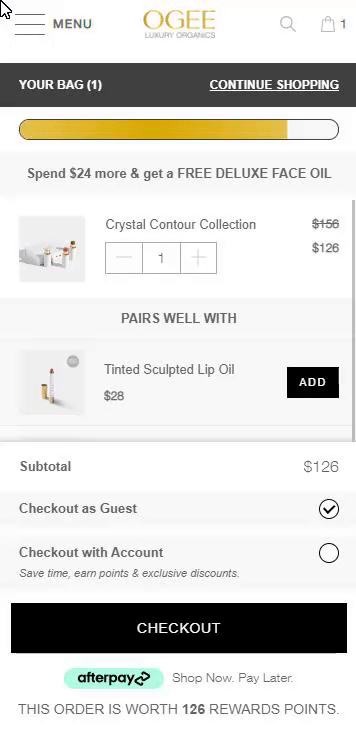 MENU
OGEE
LUXURY ORGANICS
1
YOUR BAG (1)
CONTINUE SHOPPING
Spend $24 more & get a FREE DELUXE FACE OIL
Crystal Contour Collection
$156
1
$126
PAIRS WELL WITH
Tinted Sculpted Lip Oil
$28
ADD
Subtotal
$126
Checkout as Guest
Checkout with Account
Save time, earn points & exclusive discounts.
CHECKOUT
afterpay
Shop Now. Pay Later.
THIS ORDER IS WORTH 126 REWARDS POINTS.